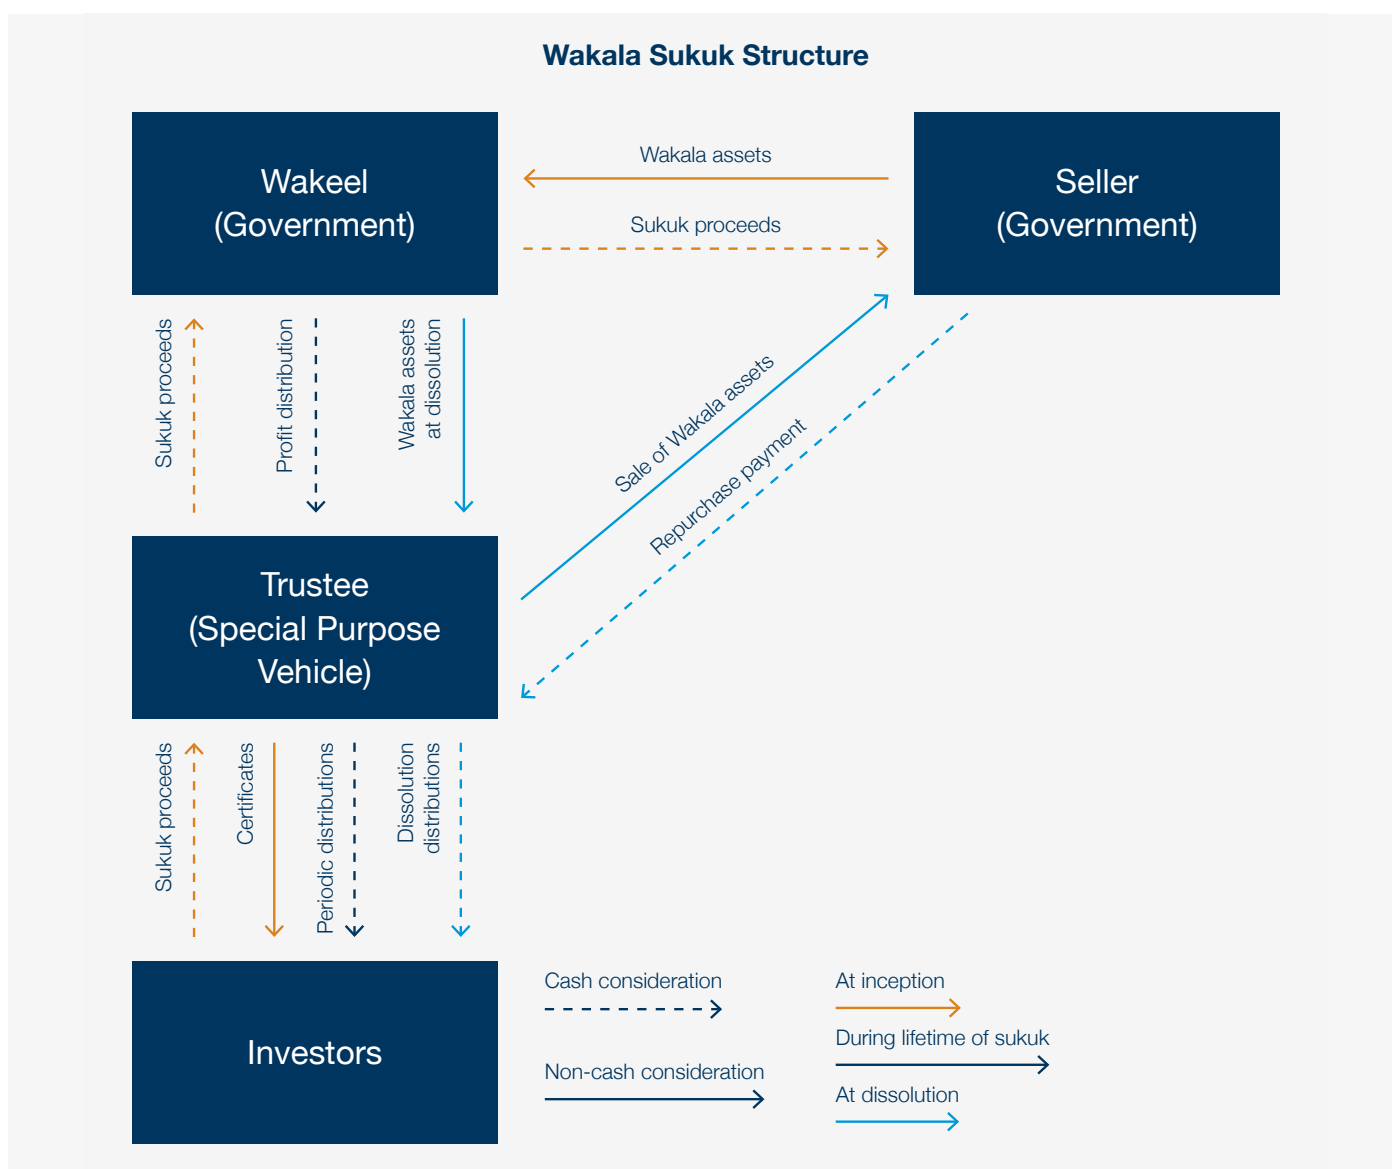 Wakala Sukuk Structure
Wakeel
(Government)
Wakala assets
Sukuk proceeds
Seller
(Government)
Sukuk proceeds
Profit distribution
Wakala assets
at dissolution
Sale of Wakala assets
Repurchase payment
Trustee
(Special Purpose
Vehicle)
Sukuk proceeds
Certificates
Periodic distributions
Dissolution
distributions
Investors
Cash consideration
Non-cash consideration
At inception
During lifetime of sukuk
At dissolution